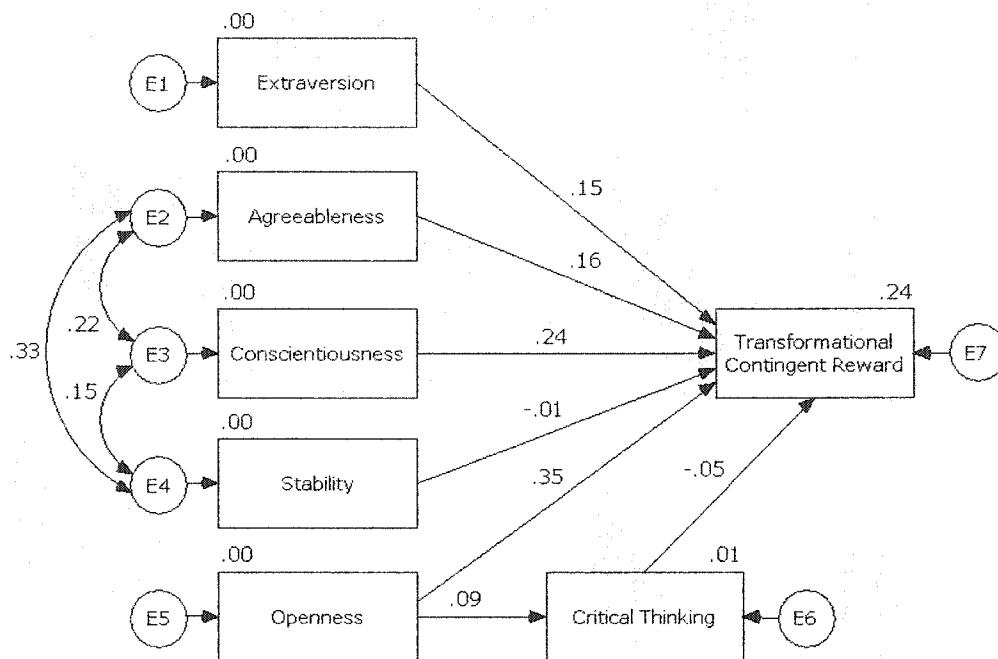 .00
E1
Extraversion
.00
.15
E2
Agreeableness
.16
.00
.24
.22
.33
E3
Conscientiousness
.24
Transformational
Contingent Reward
E7
.15
.00
-.01
E4
Stability
.35
-.05
.00
.01
E5
Openness
.09
Critical Thinking
E6